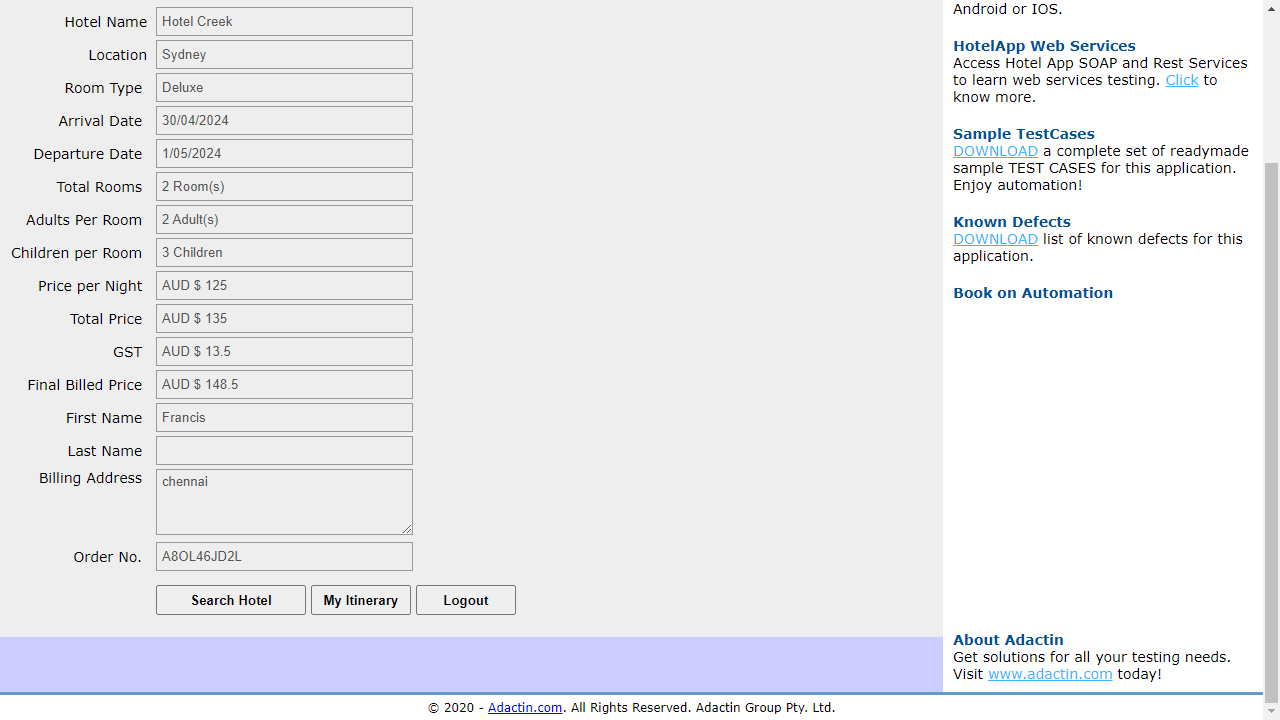 Hotel Name Hotel Creek
Location Sydney
Room Type Deluxe
Arrival Date 30/04/2024
Departure Date 1/05/2024
Total Rooms 2 Room(s)
Adults Per Room 2 Adult(s)
Children per Room 3 Children
Price per Night AUD $ 125
Total Price AUD $ 135
GST AUD $ 13.5
Final Billed Price AUD $ 148.5
First Name Francis
Last Name
Billing Address chennai
Order No. A8OL46JD2L
Search Hotel My Itinerary Logout
Android or IOS.
HotelApp Web Services
Access Hotel App SOAP and Rest Services
to learn web services testing. Click to
know more.
Sample TestCases
DOWNLOAD a complete set of readymade
sample TEST CASES for this application.
Enjoy automation!
Known Defects
DOWNLOAD list of known defects for this
application.
Book on Automation
About Adactin
Get solutions for all your testing needs.
Visit www.adactin.com today!
© 2020 - Adactin.com. All Rights Reserved. Adactin Group Pty. Ltd.